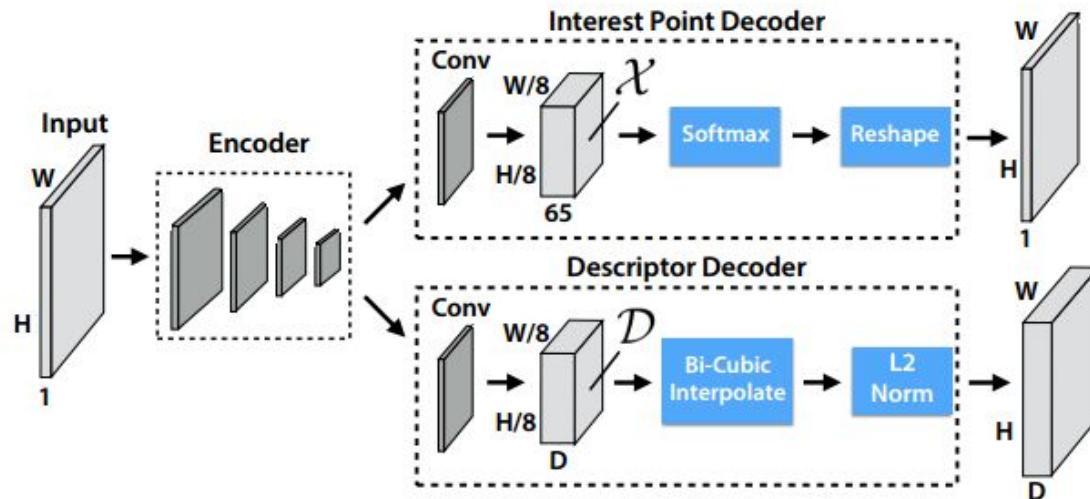 Input
W
H
1
Encoder
Interest Point Decoder
Conv
W/8
H/8
65
𝒳
Softmax
Reshape
W
H
1
Descriptor Decoder
Conv
W/8
H/8
D
𝒟
Bi-Cubic
Interpolate
L2
Norm
W
H
D